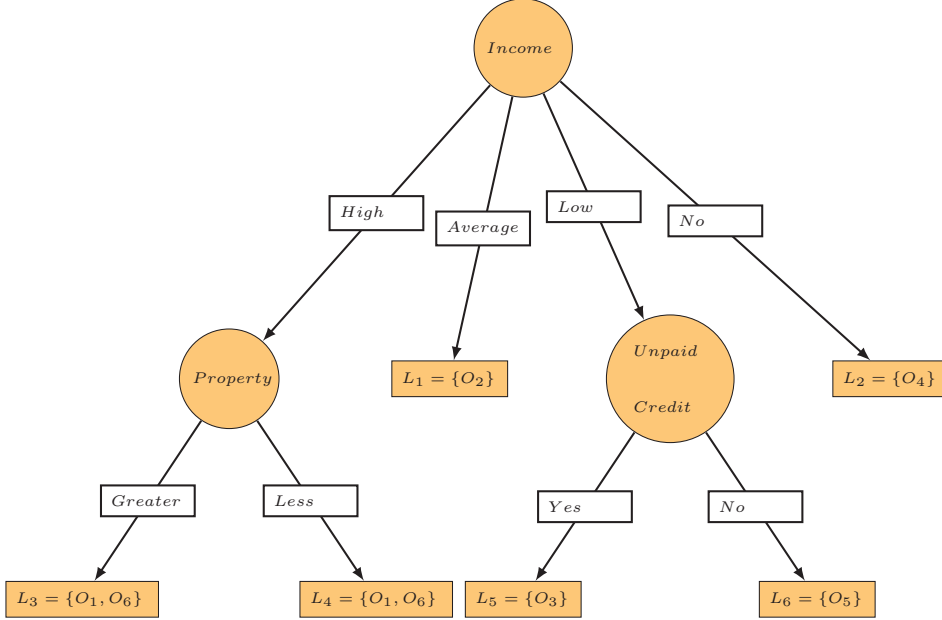 Income
High
Average
Low
No
Property
L₁ = {O₂}
Unpaid
Credit
L₂ = {O₄}
Greater
Less
Yes
No
L₃ = {O₁, O₆}
L₄ = {O₁, O₆}
L₅ = {O₃}
L₆ = {O₅}